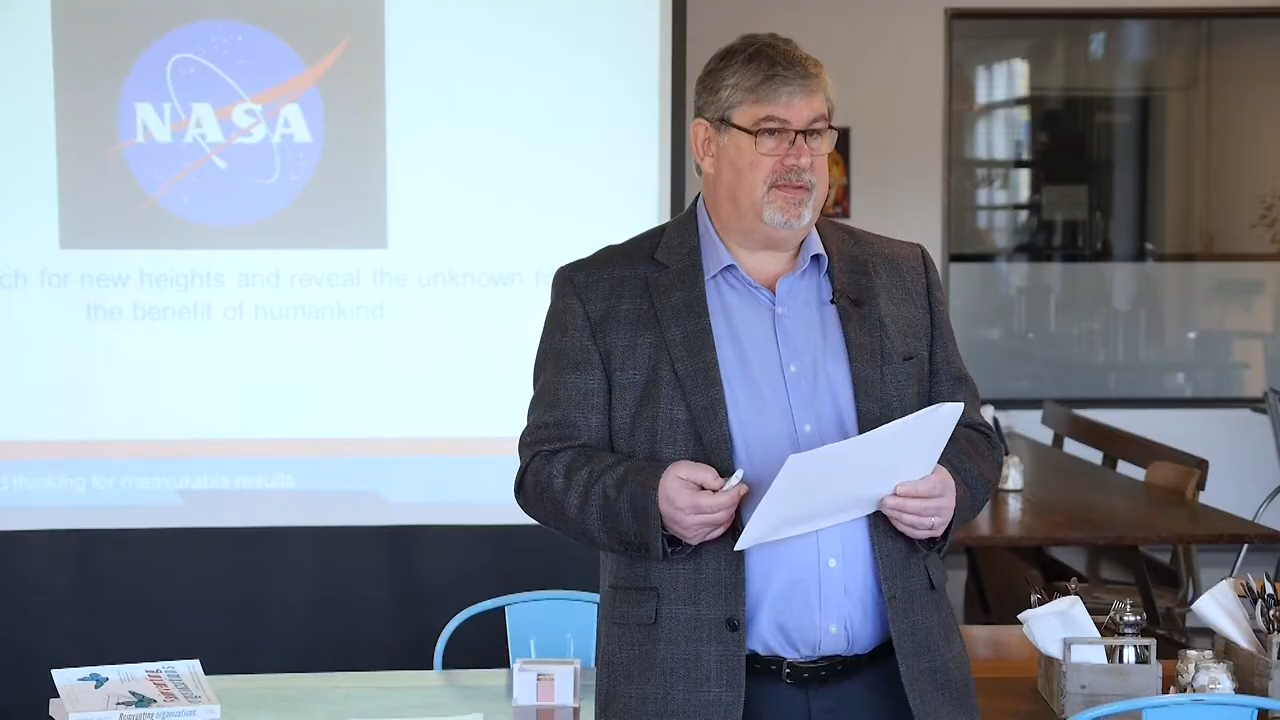 NASA
ch for new heights and reveal the unknown f
the benefit of humankind
thinking for measurable results
Reinventing organizations